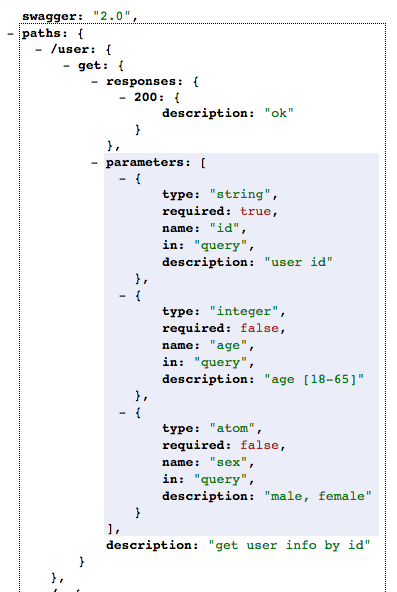 swagger: "2.0",
- paths: {
- /user: {
- get: {
- responses: {
- 200: {
description: "ok"
}
},
- parameters: [
- {
type: "string",
required: true,
name: "id",
in: "query",
description: "user id"
},
- {
type: "integer",
required: false,
name: "age",
in: "query",
description: "age [18-65]"
},
- {
type: "atom",
required: false,
name: "sex",
in: "query",
description: "male, female"
}
],
description: "get user info by id"
}
},